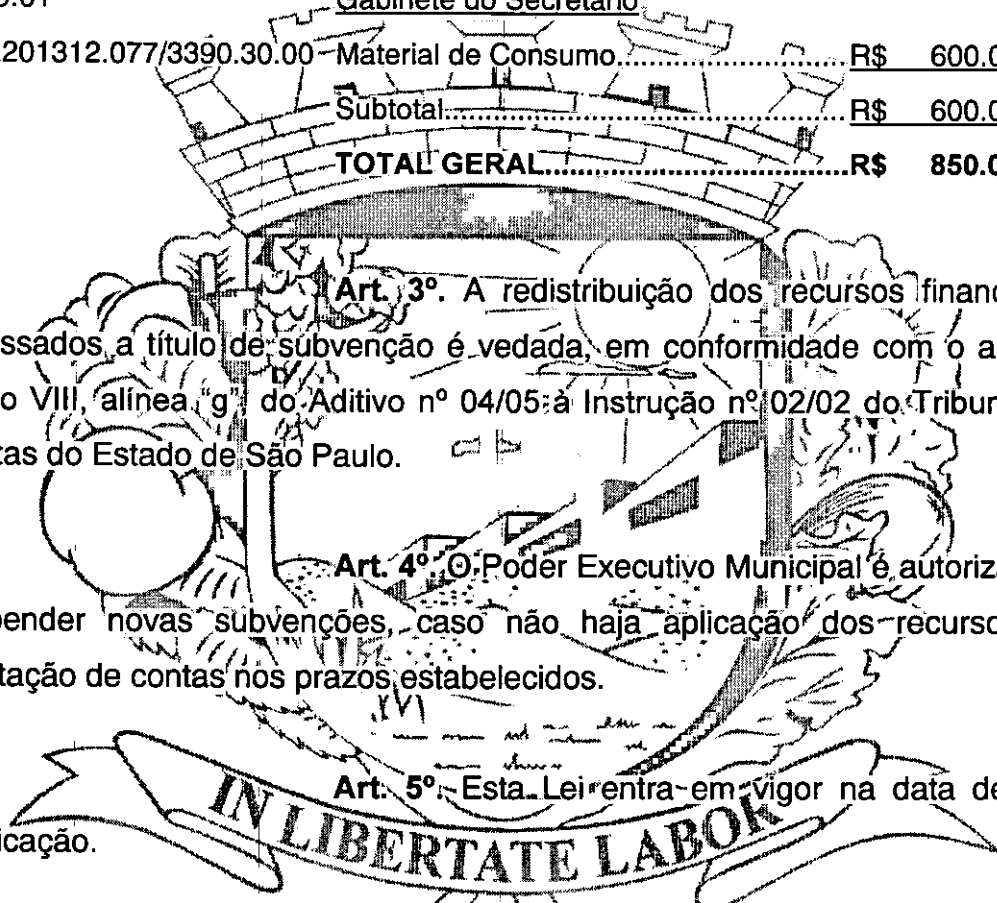 Gabinete do Secretário
201312.077/3390.30.00 Material de Consumo R$ 600.0
Subtotal R$ 600.0
TOTAL GERAL R$ 850.0
Art. 3º. A redistribuição dos recursos financ
ssados a título de subvenção é vedada, em conformidade com o a
o VIII, alínea "g", do Aditivo nº 04/05 à Instrução nº 02/02 do Tribun
tas do Estado de São Paulo.
Art. 4º. O Poder Executivo Municipal é autoriza
pender novas subvenções, caso não haja aplicação dos recurso
tação de contas nos prazos estabelecidos.
XVI
Art. 5º. Esta Lei entra em vigor na data de
icação.
IN LIBERTATE LABOR